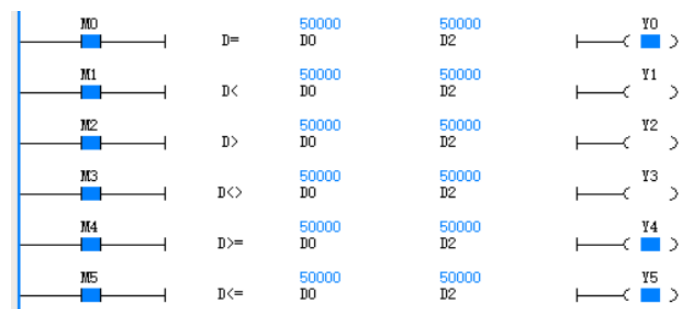 M0 50000 50000 Y0
D= D0 D2
M1 50000 50000 Y1
D< D0 D2
M2 50000 50000 Y2
D> D0 D2
M3 50000 50000 Y3
D<> D0 D2
M4 50000 50000 Y4
D>= D0 D2
M5 50000 50000 Y5
D<= D0 D2